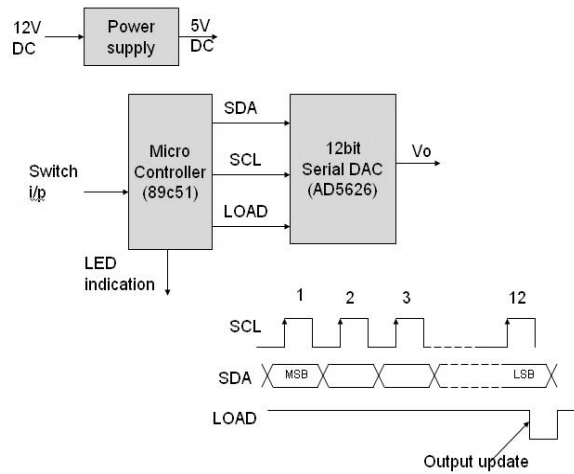 12V
DC
Power
supply
5V
DC
Switch
i/p
Micro
Controller
(89c51)
SDA
SCL
LOAD
12bit
Serial DAC
(AD5626)
Vo
LED
indication
1 2 3 12
SCL
SDA MSB LSB
LOAD
Output update